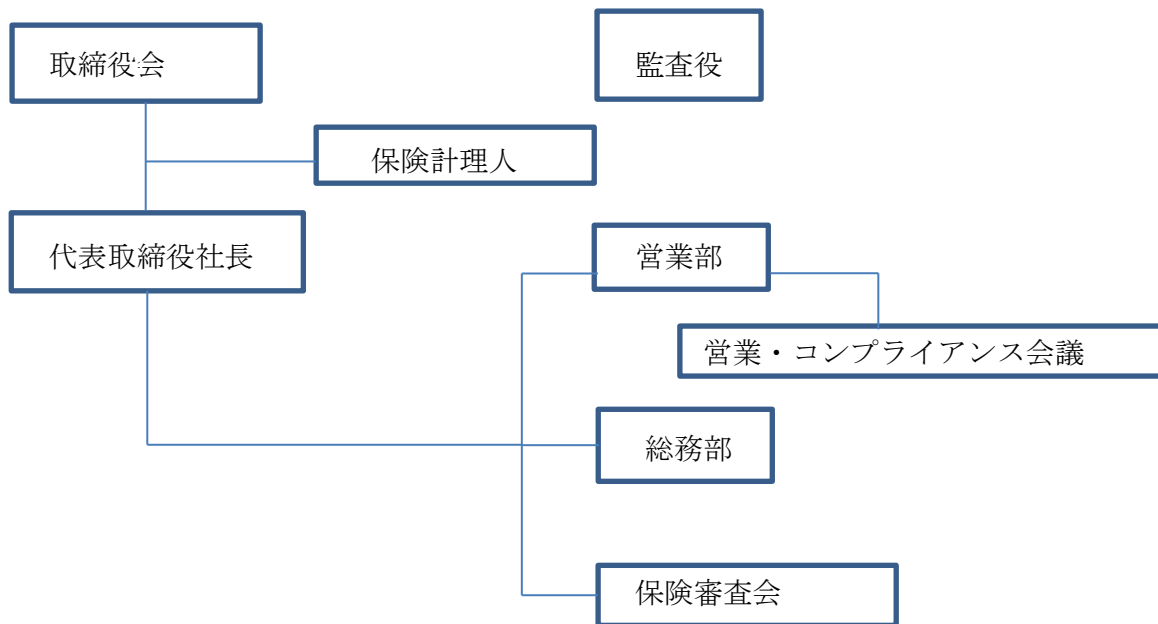 取締役会
監査役
保険計理人
代表取締役社長
営業部
営業・コンプライアンス会議
総務部
保険審査会